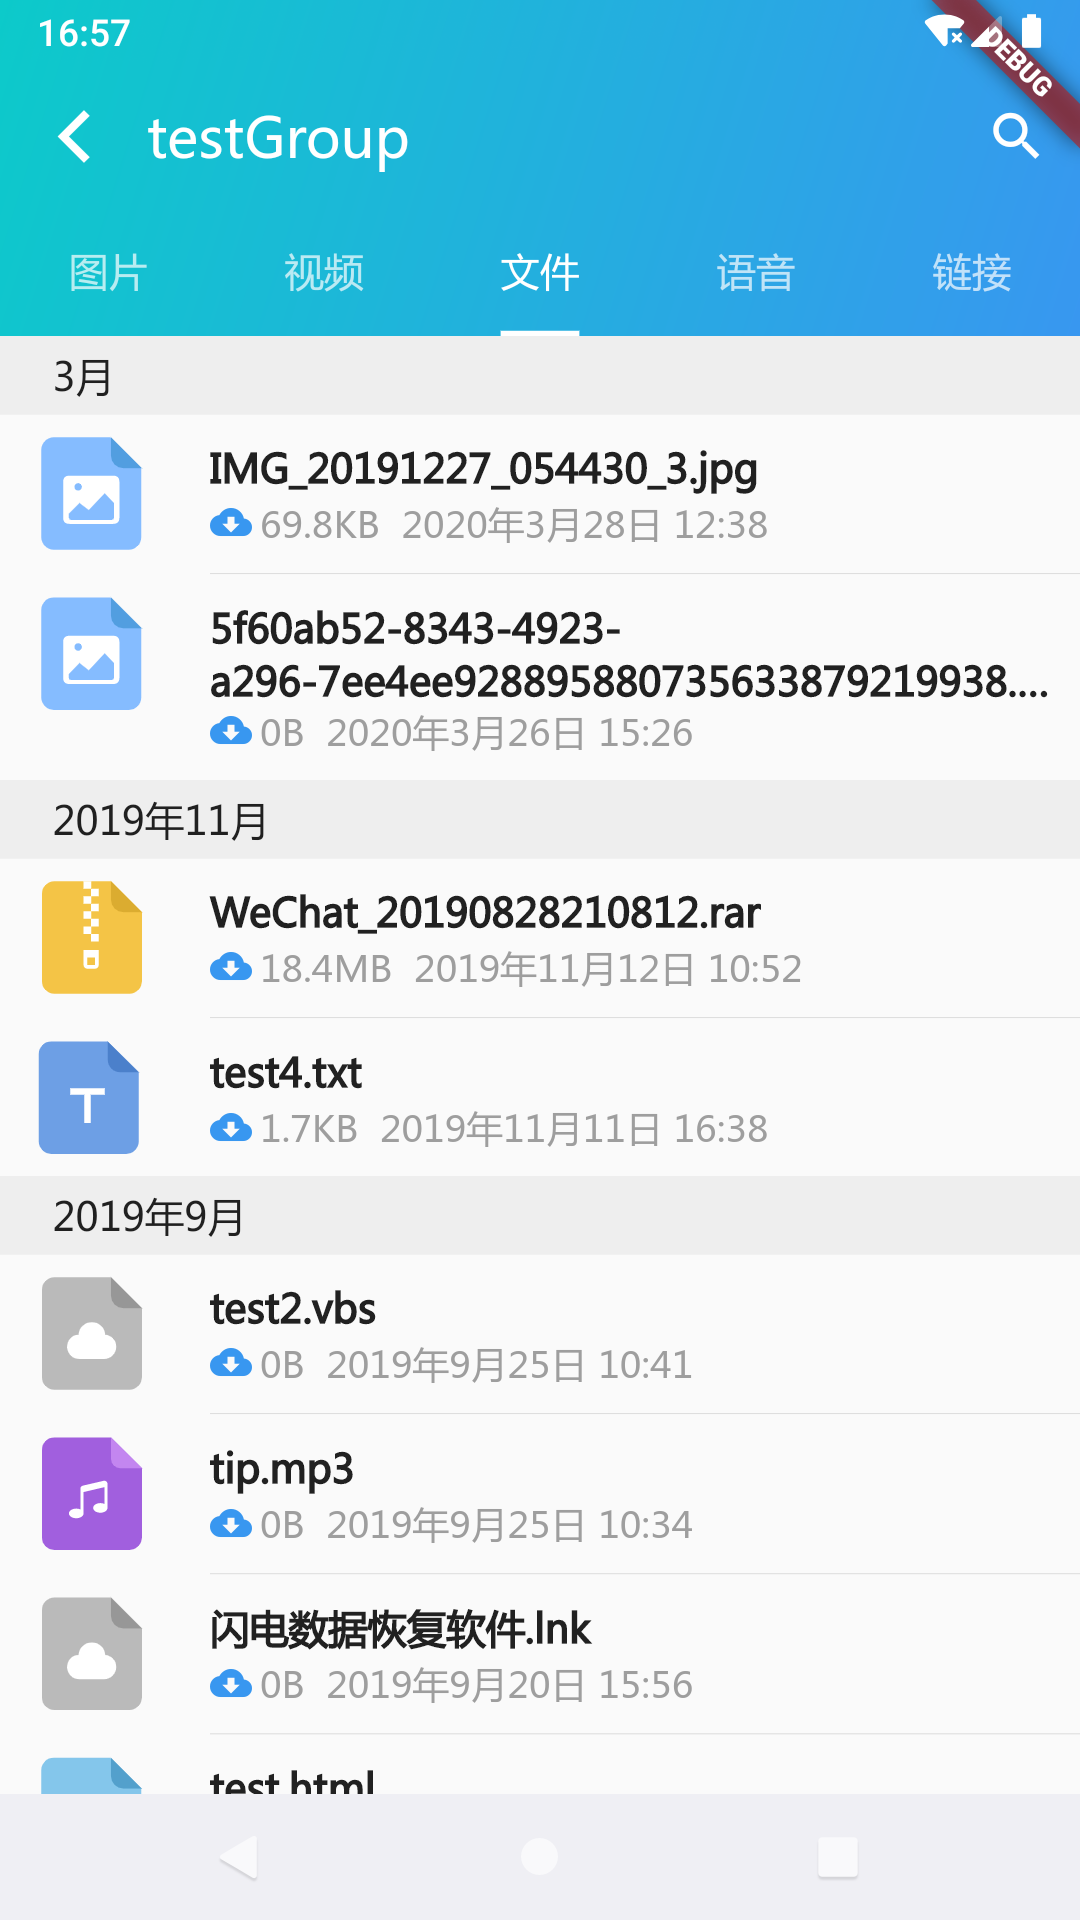 16:57
DEBUG
testGroup
图片 视频 文件 语音 链接
3月
IMG_20191227_054430_3.jpg
69.8KB 2020年3月28日 12:38
5f60ab52-8343-4923-
a296-7ee4ee9288958807356338792​19938....
0B 2020年3月26日 15:26
2019年11月
WeChat_20190828210812.rar
18.4MB 2019年11月12日 10:52
T
test4.txt
1.7KB 2019年11月11日 16:38
2019年9月
test2.vbs
0B 2019年9月25日 10:41
tip.mp3
0B 2019年9月25日 10:34
闪电数据恢复软件.lnk
0B 2019年9月20日 15:56
test.html